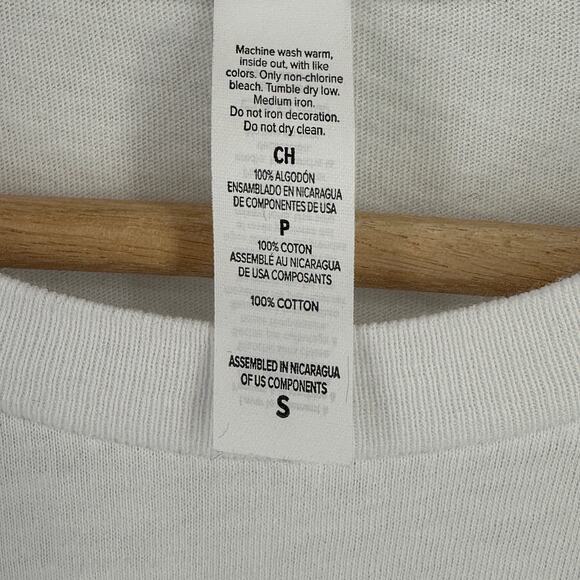 Machine wash warm,
inside out, with like
colors. Only non-chlorine
bleach. Tumble dry low.
Medium iron.
Do not iron decoration.
Do not dry clean.
CH
100% ALGODÓN
ENSAMBLADO EN NICARAGUA
DE COMPONENTES DE USA
P
100% COTON
ASSEMBLÉ AU NICARAGUA
DE USA COMPOSANTS
100% COTTON
ASSEMBLED IN NICARAGUA
OF US COMPONENTS
S